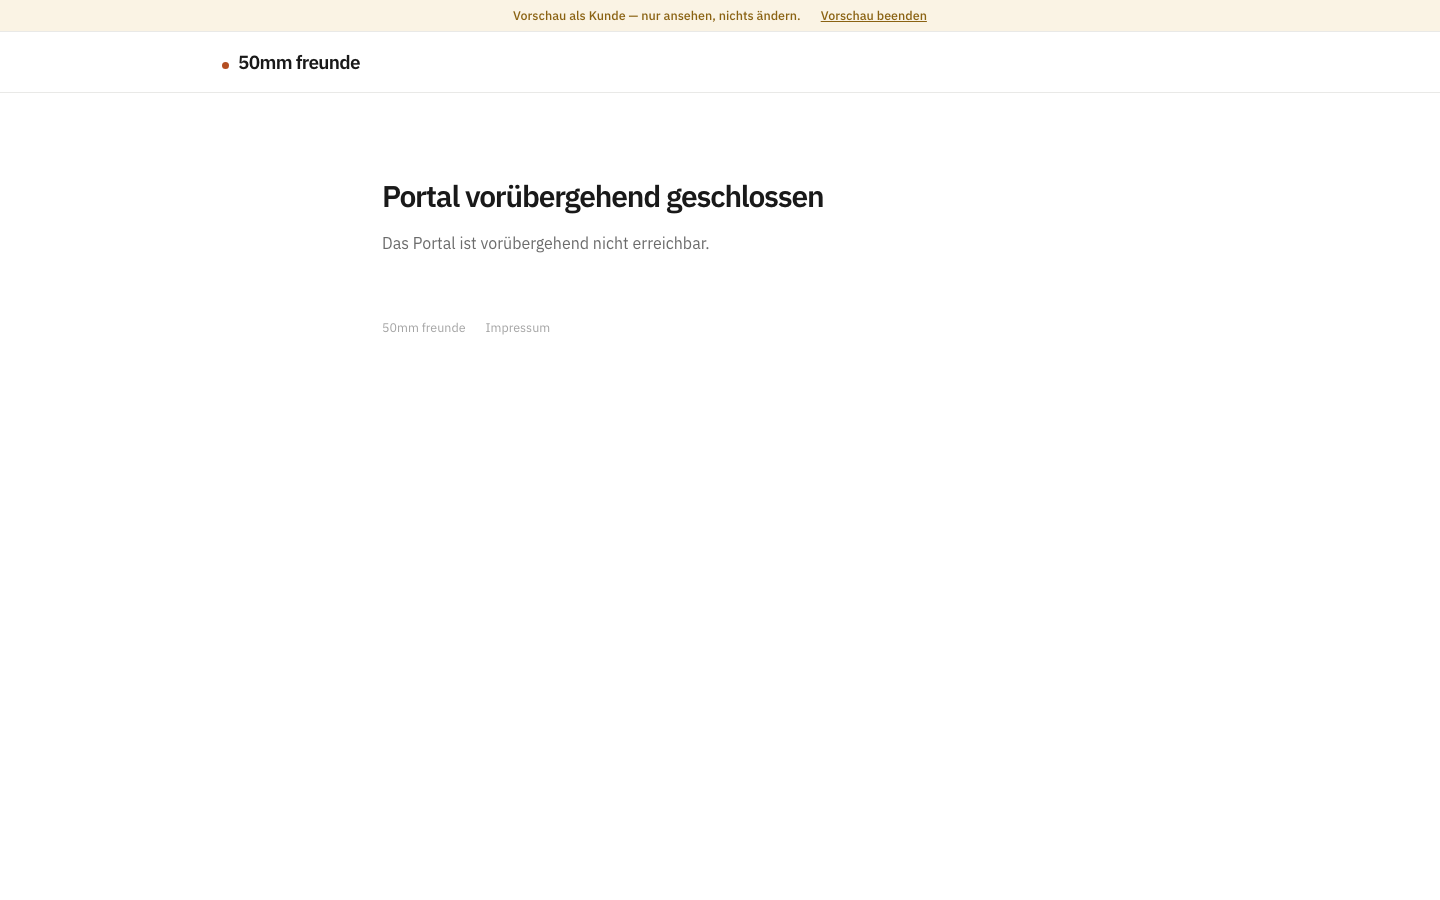 Vorschau als Kunde — nur ansehen, nichts ändern. Vorschau beenden
50mm freunde
Portal vorübergehend geschlossen
Das Portal ist vorübergehend nicht erreichbar.
50mm freunde Impressum